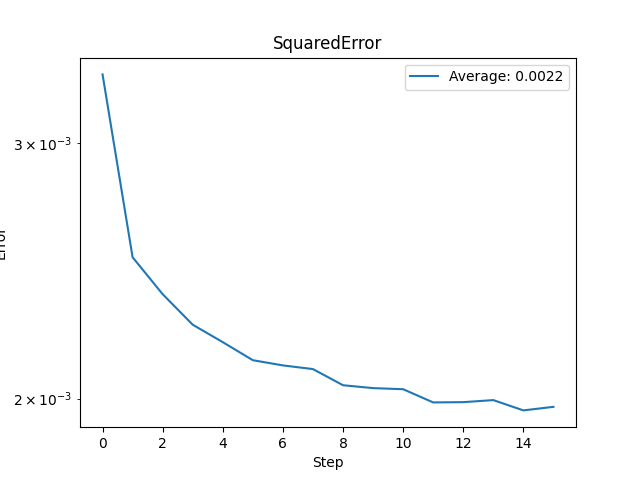 SquaredError
Average: 0.0022
3 × 10⁻³
2 × 10⁻³
Error
0 2 4 6 8 10 12 14
Step